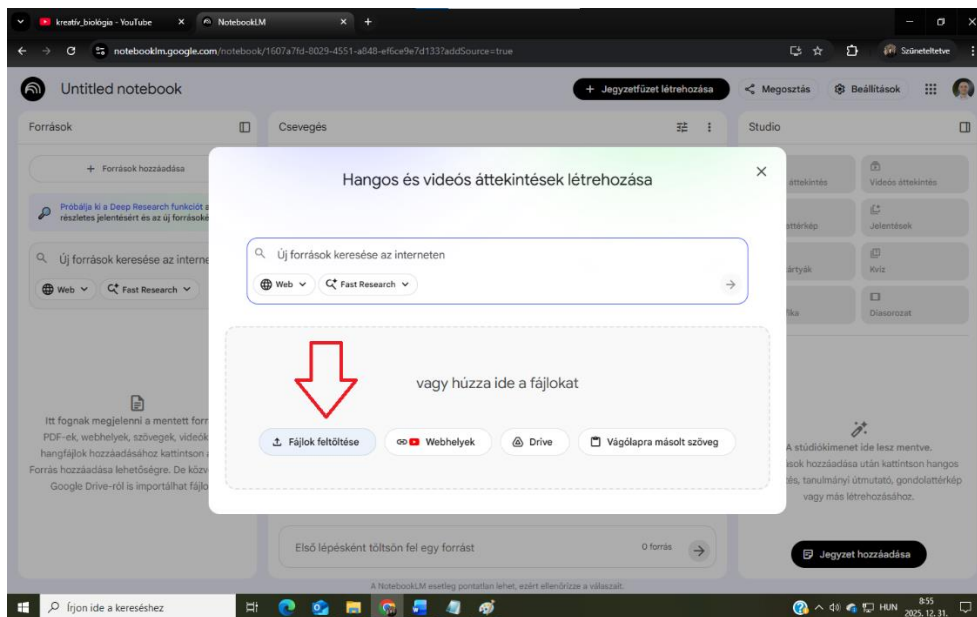 kreatív_biológia - YouTube
NotebookLM
notebooklm.google.com/notebook/1607a7fd-8029-4551-a848-ef6ce9e7d133?addSource=true
Szüneteltetve
Untitled notebook
+ Jegyzetfüzet létrehozása
Megosztás
Beállítások
Források
Csevegés
Studio
+ Források hozzáadása
Próbálja ki a Deep Research funkciót
részletes jelentésért és az új
Új források keresése az
Web
Fast Research
Hangos és videós áttekintések létrehozása
Új források keresése az interneten
Web
Fast Research
vagy húzza ide a fájlokat
Fájlok feltöltése
Webhelyek
Drive
Vágólapra másolt szöveg
áttekintés
Videós áttekintés
Jelentések
Kvíz
Diasorozat
Itt fognak megjelenni a mentett
PDF-ek, webhelyek, szövegek,
hangfájlok hozzáadásához kattintson
Forrás hozzáadása lehetőségre. De
Google Drive-ról is importálhat
A stúdiókimenet ide lesz mentve.
hozzáadása után kattintson hangos
tanulmányi útmutató, gondolattérkép
vagy más létrehozásához.
Első lépésként töltsön fel egy forrást
0 forrás
Jegyzet hozzáadása
A NotebookLM esetleg pontatlan lehet, ezért ellenőrizze a válaszait.
Írjon ide a kereséshez
HUN
8:55
2025. 12. 31.